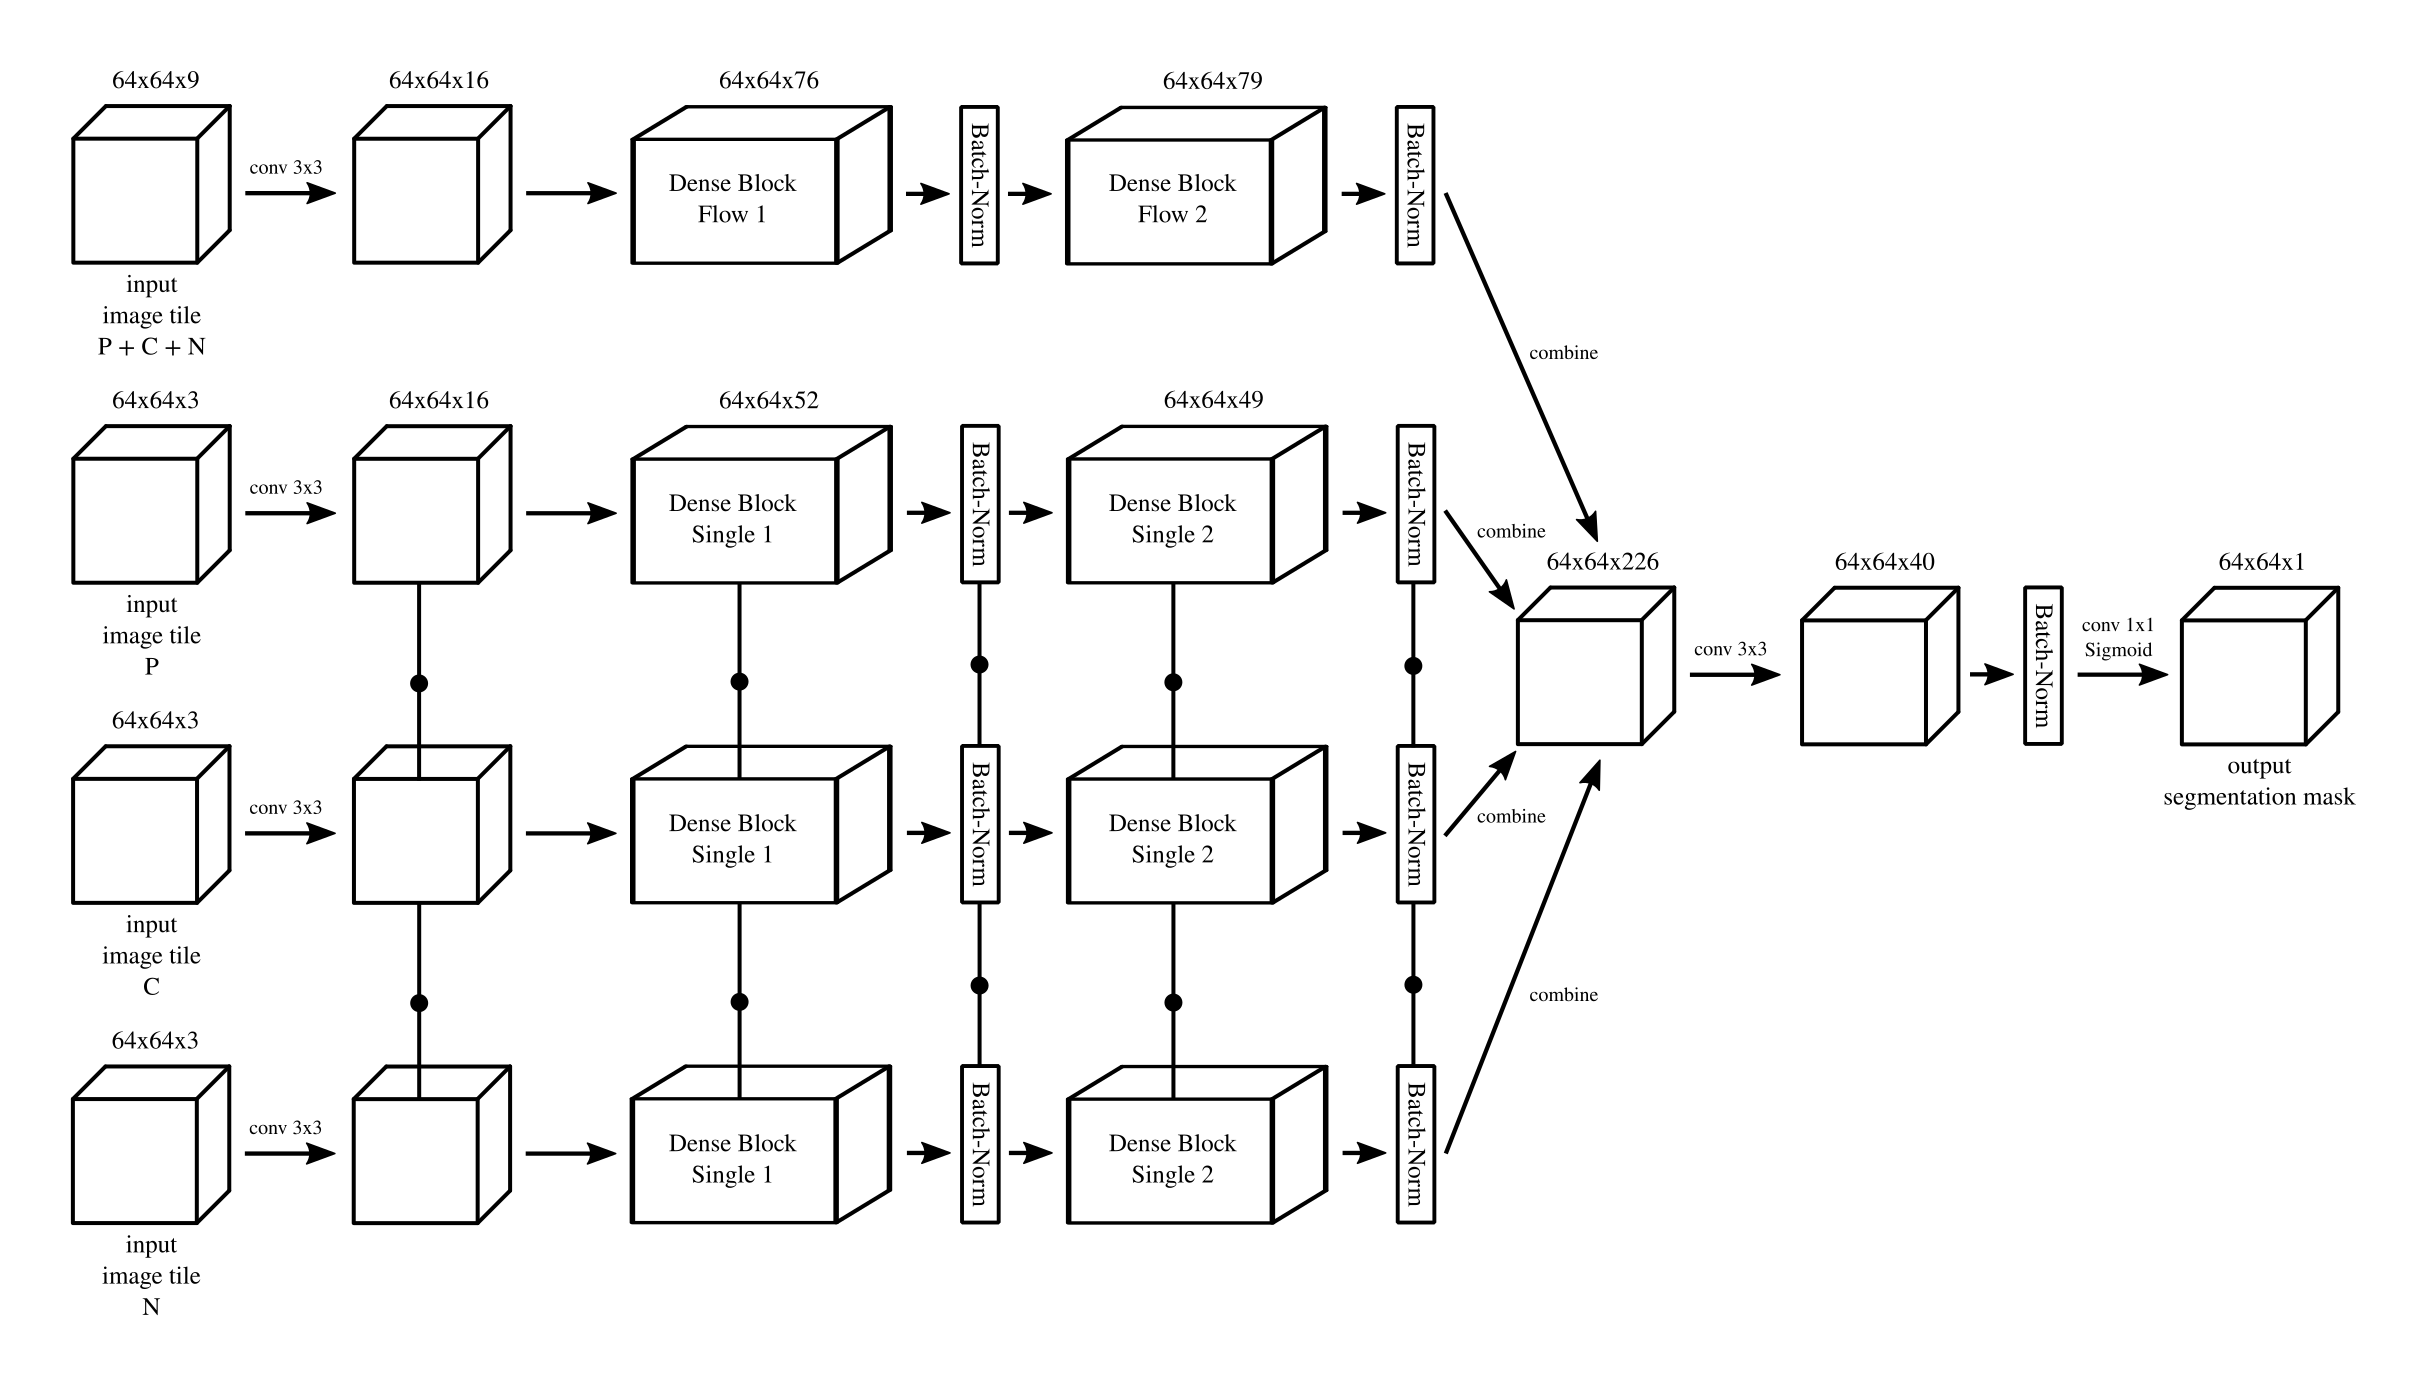 64x64x9
64x64x16
64x64x76
64x64x79
conv 3x3
Dense Block
Flow 1
Batch-Norm
Dense Block
Flow 2
Batch-Norm
input
image tile
P + C + N
combine
64x64x3
64x64x16
64x64x52
64x64x49
conv 3x3
Dense Block
Single 1
Batch-Norm
Dense Block
Single 2
Batch-Norm
combine
input
image tile
P
64x64x226
64x64x40
64x64x1
conv 3x3
Batch-Norm
conv 1x1
Sigmoid
output
segmentation mask
64x64x3
conv 3x3
Dense Block
Single 1
Batch-Norm
Dense Block
Single 2
Batch-Norm
combine
input
image tile
C
combine
64x64x3
conv 3x3
Dense Block
Single 1
Batch-Norm
Dense Block
Single 2
Batch-Norm
input
image tile
N